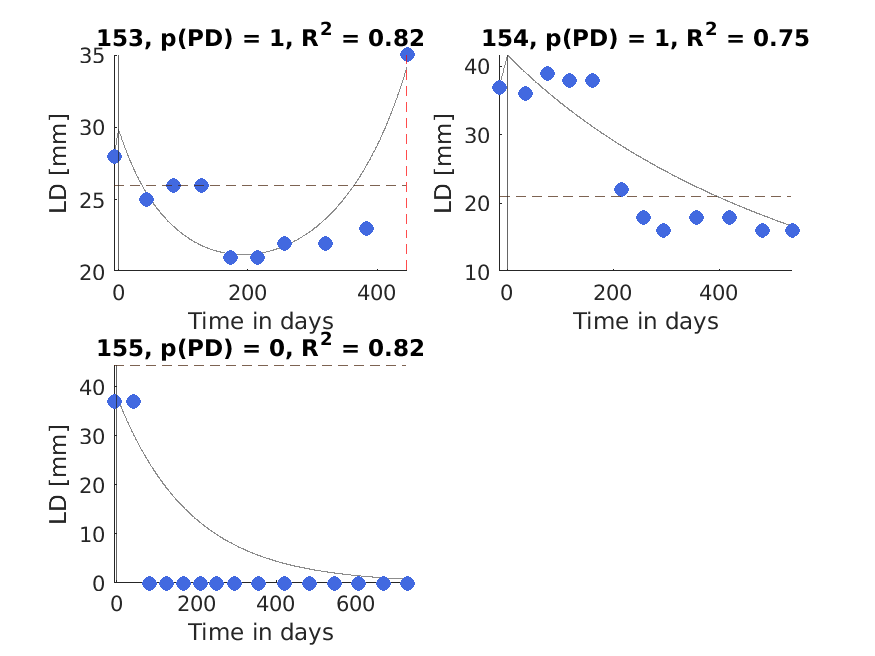 153, p(PD) = 1, R² = 0.82
LD [mm]
35
30
25
20
0
200
400
Time in days
154, p(PD) = 1, R² = 0.75
LD [mm]
40
30
20
10
0
200
400
Time in days
155, p(PD) = 0, R² = 0.82
LD [mm]
40
30
20
10
0
0
200
400
600
Time in days